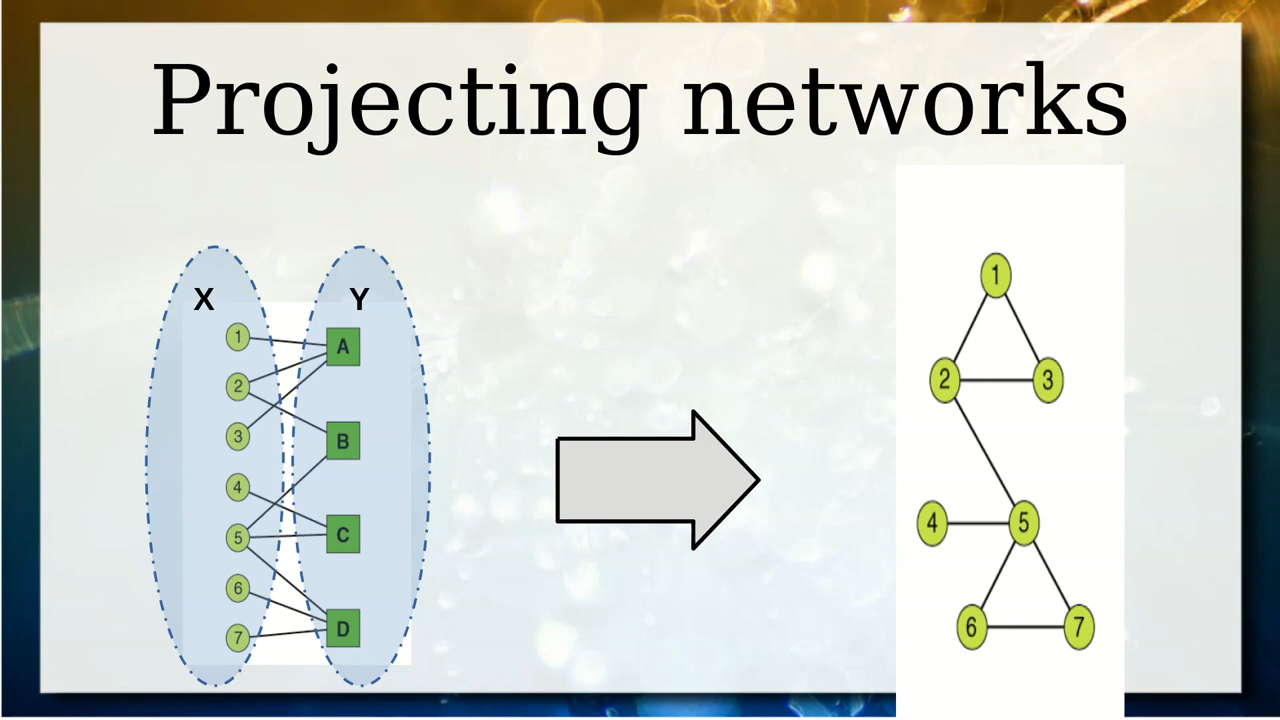 Projecting networks
X Y
1 A
2
3
B
4
5 C
6
7 D
1
2 3
4 5
6 7